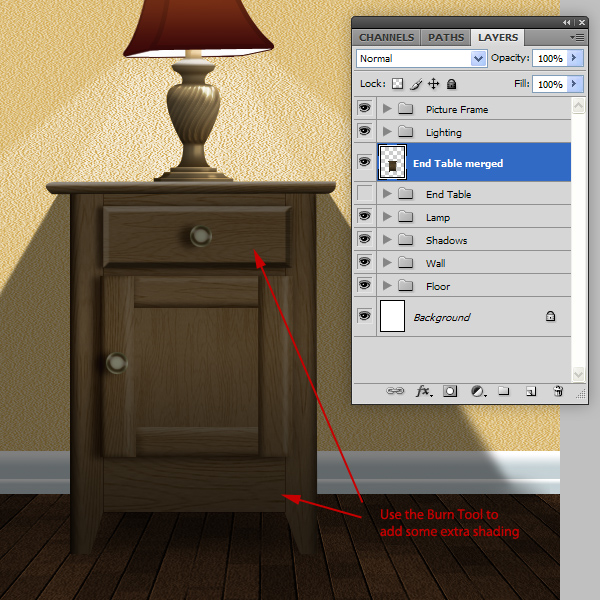 CHANNELS PATHS LAYERS
Normal Opacity: 100%
Lock: Fill: 100%
Picture Frame
Lighting
End Table merged
End Table
Lamp
Shadows
Wall
Floor
Background
fx
Use the Burn Tool to
add some extra shading